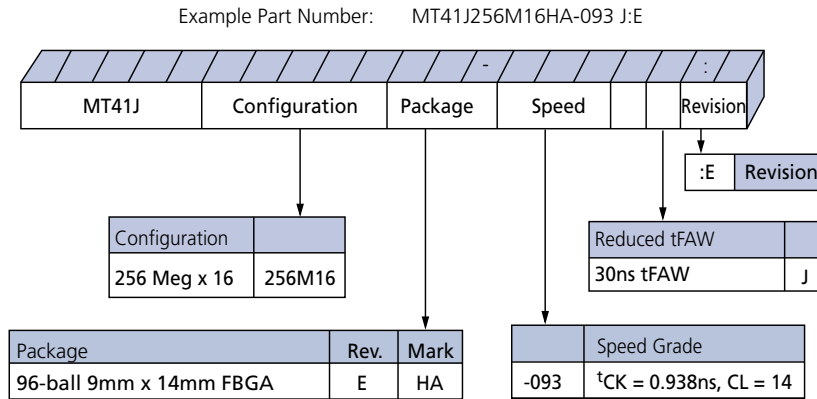 Example Part Number: MT41J256M16HA-093 J:E
- :
MT41J Configuration Package Speed Revision
:E Revision
Configuration
256 Meg x 16 256M16
Reduced tFAW
30ns tFAW J
Package Rev. Mark
96-ball 9mm x 14mm FBGA E HA
Speed Grade
-093 tCK = 0.938ns, CL = 14